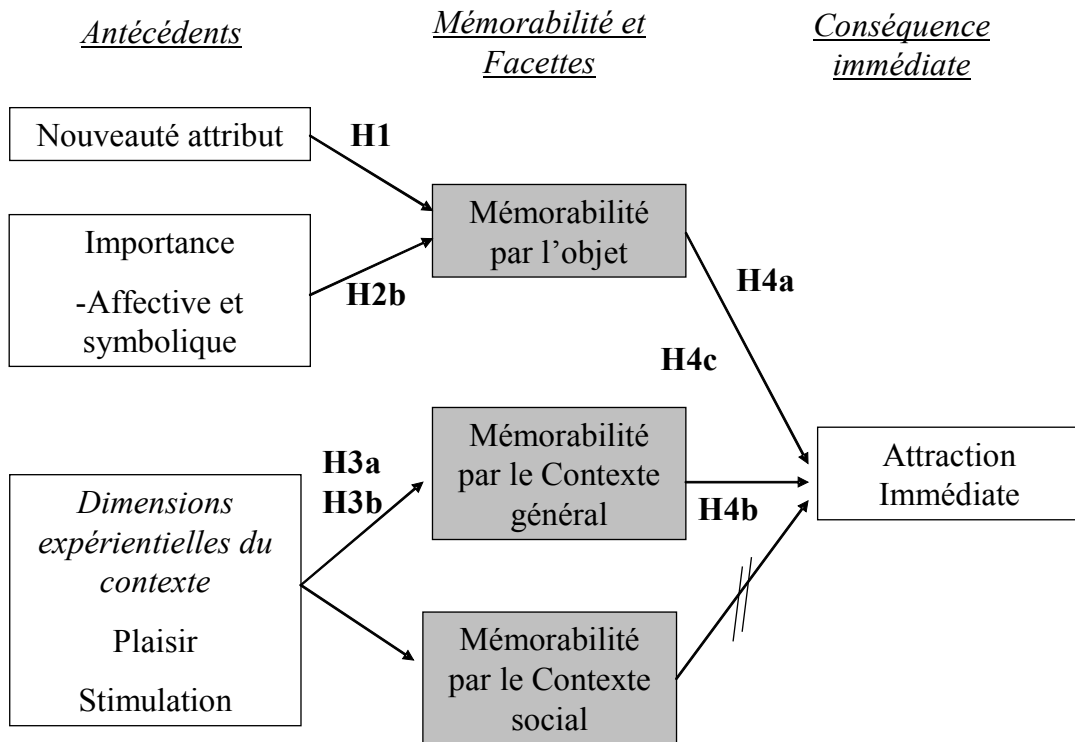 Antécédents
Mémorabilité et
Facettes
Conséquence
immédiate
Nouveauté attribut
H1
Mémorabilité
par l'objet
Importance
-Affective et
symbolique
H2b
H4a
H4c
Mémorabilité
par le Contexte
général
H3a
H3b
H4b
Attraction
Immédiate
Dimensions
expérientielles du
contexte
Plaisir
Stimulation
Mémorabilité
par le Contexte
social